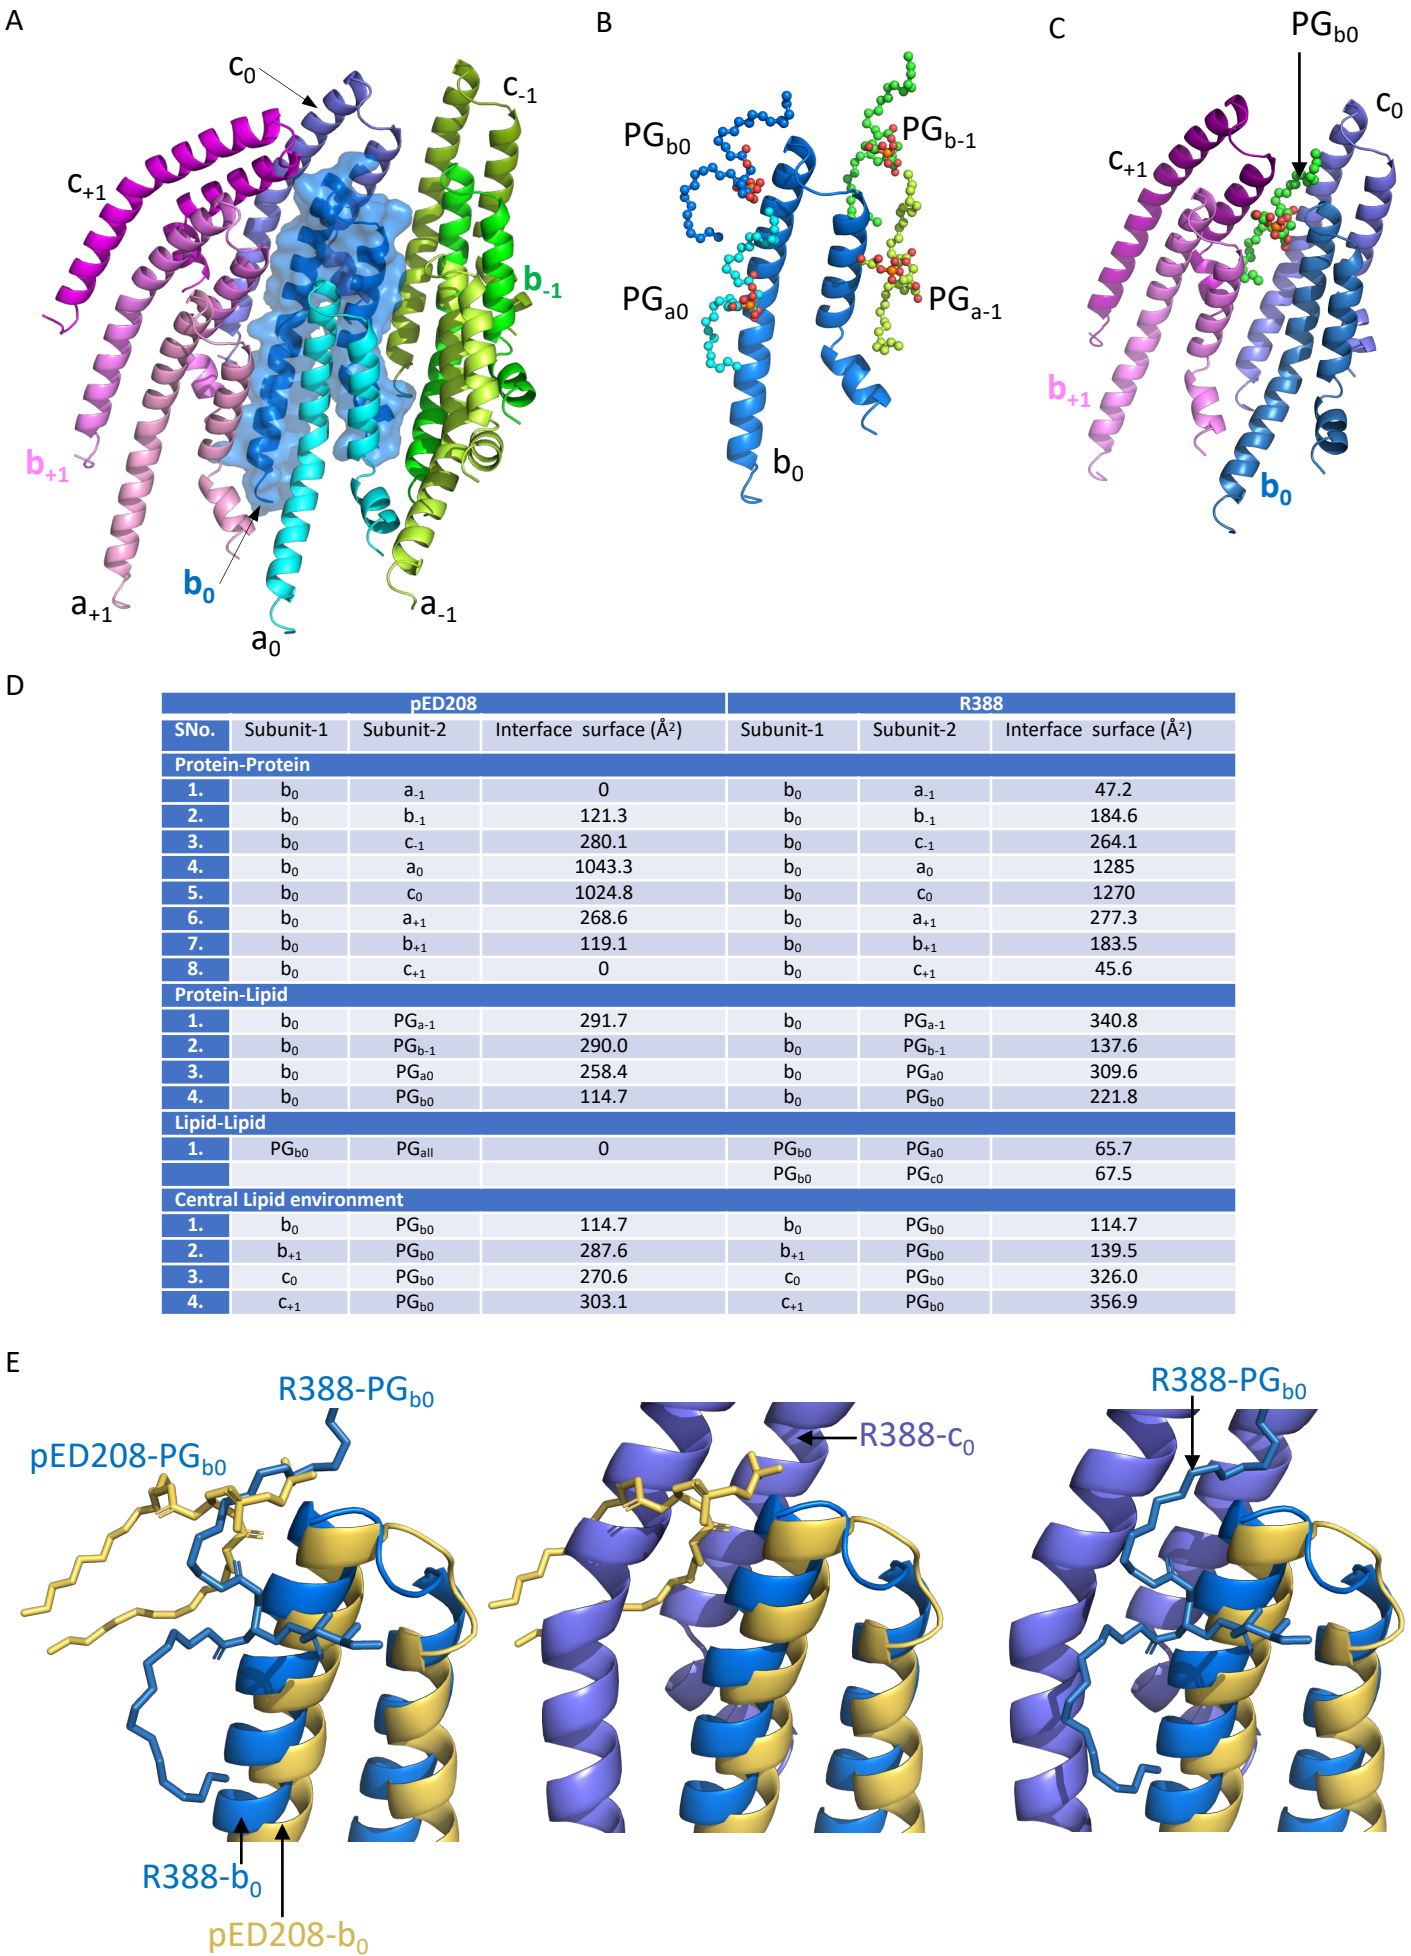 A
c0
c-1
c+1
b-1
b+1
b0
a+1
a0
a-1
B
PGb0
PGb-1
PGa0
PGa-1
b0
C
PGb0
c0
c+1
b+1
b0
D
pED208 R388
SNo. Subunit-1 Subunit-2 Interface surface (Å²) Subunit-1 Subunit-2 Interface surface (Å²)
Protein-Protein
1. b0 a-1 0 b0 a-1 47.2
2. b0 b-1 121.3 b0 b-1 184.6
3. b0 c-1 280.1 b0 c-1 264.1
4. b0 a0 1043.3 b0 a0 1285
5. b0 c0 1024.8 b0 c0 1270
6. b0 a+1 268.6 b0 a+1 277.3
7. b0 b+1 119.1 b0 b+1 183.5
8. b0 c+1 0 b0 c+1 45.6
Protein-Lipid
1. b0 PGa-1 291.7 b0 PGa-1 340.8
2. b0 PGb-1 290.0 b0 PGb-1 137.6
3. b0 PGa0 258.4 b0 PGa0 309.6
4. b0 PGb0 114.7 b0 PGb0 221.8
Lipid-Lipid
1. PGb0 PGall 0 PGb0 PGa0 65.7
PGb0 PGc0 67.5
Central Lipid environment
1. b0 PGb0 114.7 b0 PGb0 114.7
2. b+1 PGb0 287.6 b+1 PGb0 139.5
3. c0 PGb0 270.6 c0 PGb0 326.0
4. c+1 PGb0 303.1 c+1 PGb0 356.9
E
R388-PGb0
pED208-PGb0
R388-b0
pED208-b0
R388-c0
R388-PGb0